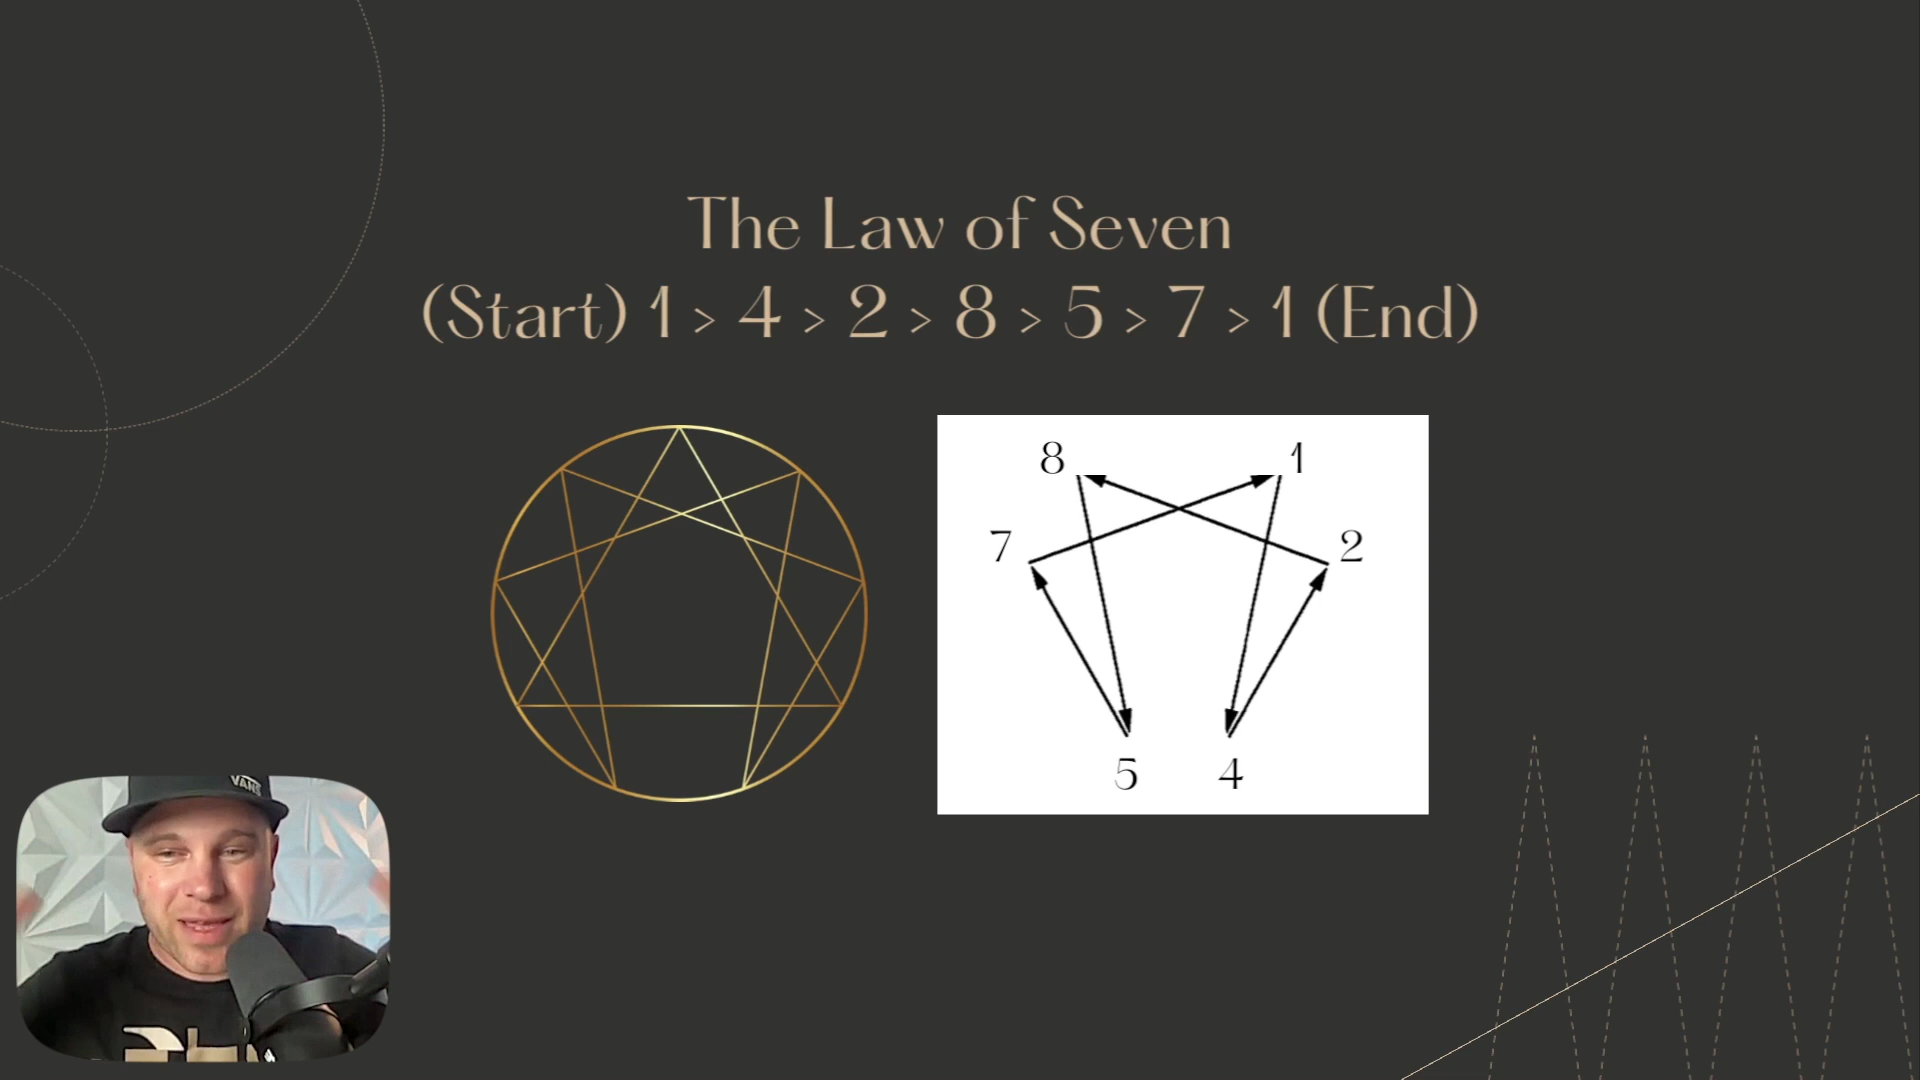 The Law of Seven
(Start) 1 > 4 > 2 > 8 > 5 > 7 > 1 (End)
8 1
7 2
5 4
VANS